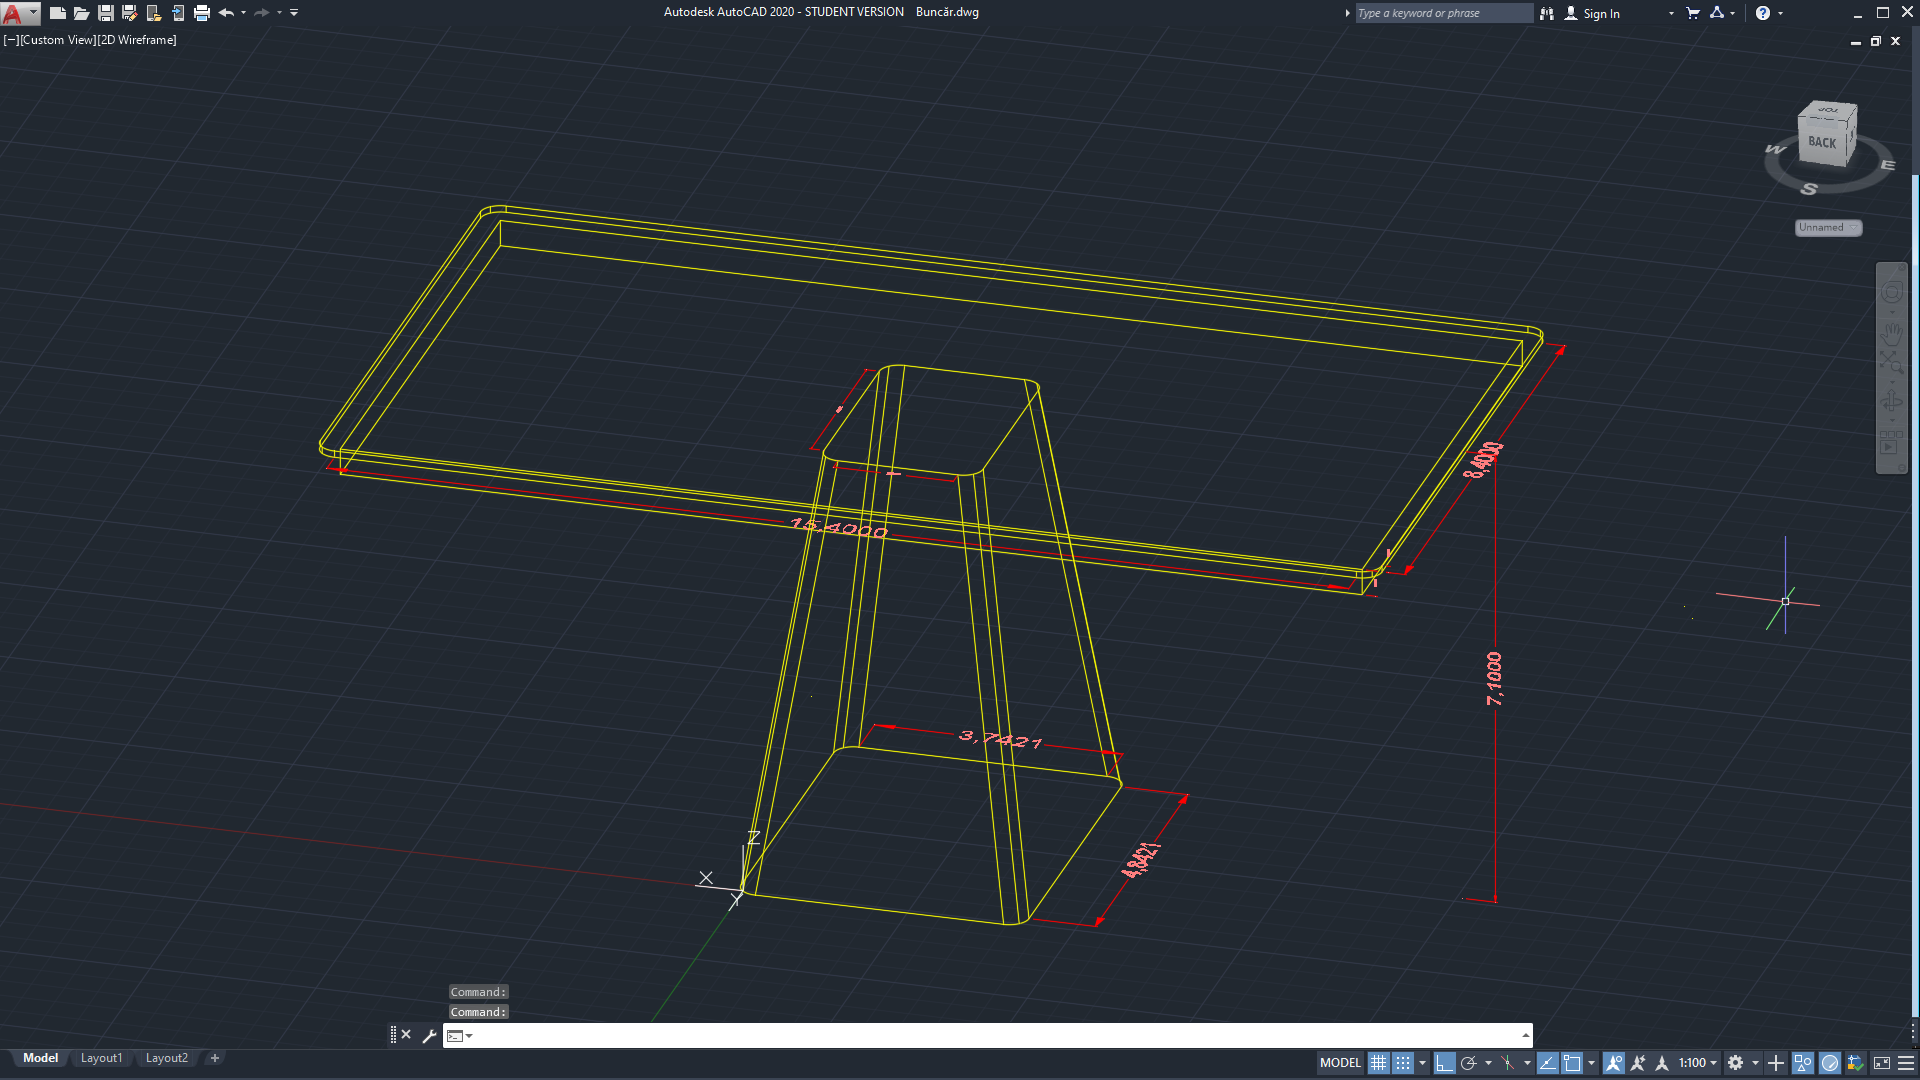 Autodesk AutoCAD 2020 - STUDENT VERSION Buncăr.dwg
Type a keyword or phrase
Sign In
[−][Custom View][2D Wireframe]
TOP
BACK
W
E
S
Unnamed
8,4000
15,4000
7,1000
3,7421
4,8421
Z
X
Y
Command:
Command:
Model
Layout1
Layout2
MODEL
1:100